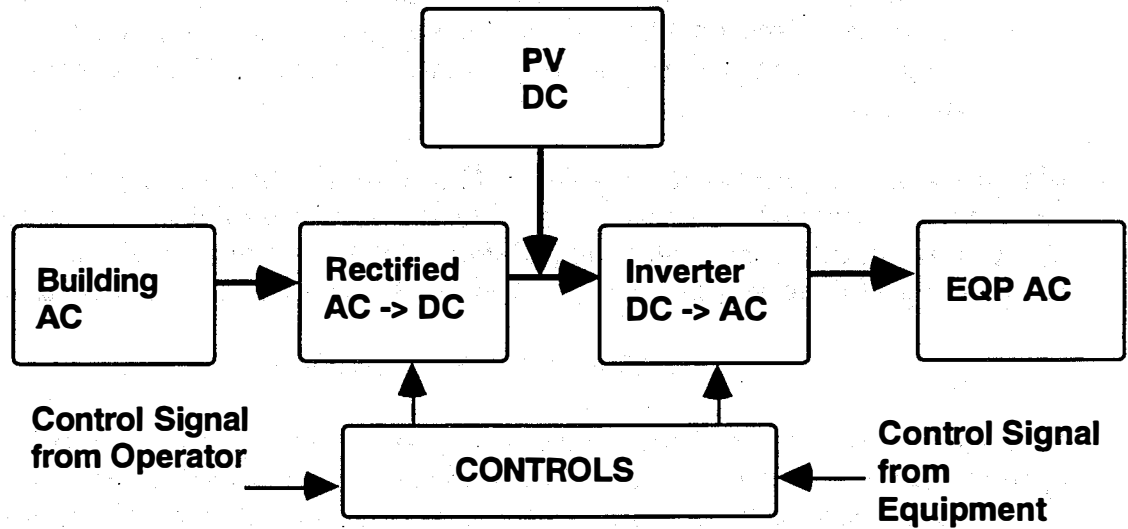 PV
DC
Building
AC
Rectified
AC -> DC
Inverter
DC -> AC
EQP AC
Control Signal
from Operator
CONTROLS
Control Signal
from
Equipment